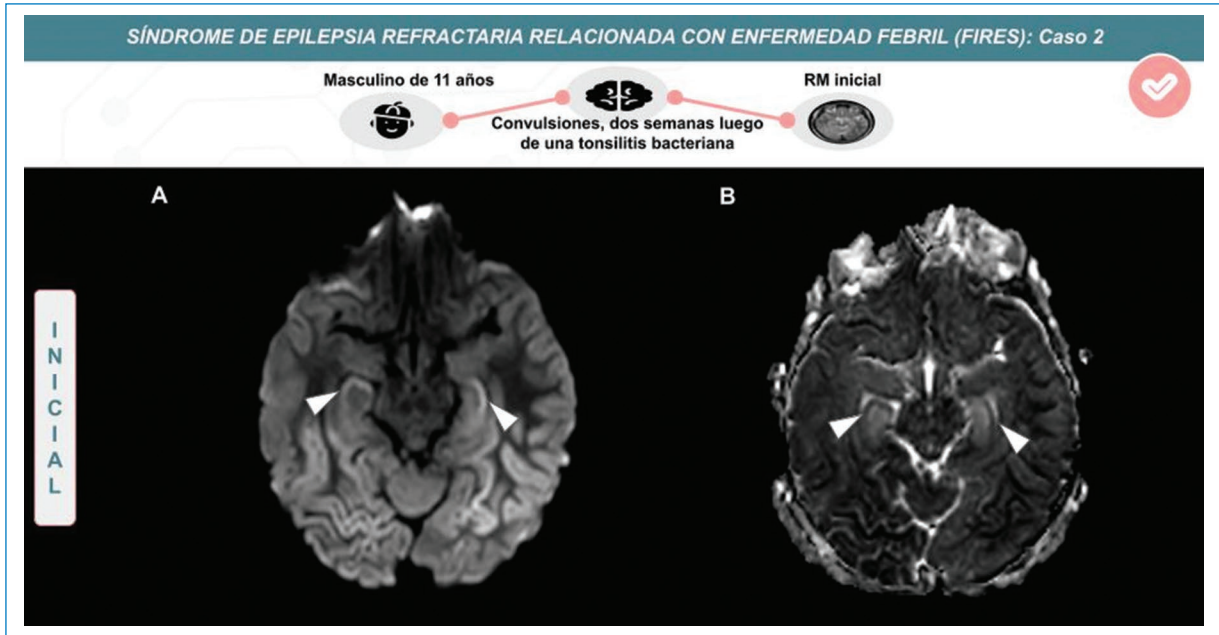 SÍNDROME DE EPILEPSIA REFRACTARIA RELACIONADA CON ENFERMEDAD FEBRIL (FIRES): Caso 2
Masculino de 11 años
Convulsiones, dos semanas luego
de una tonsilitis bacteriana
RM inicial
A
B
INICIAL